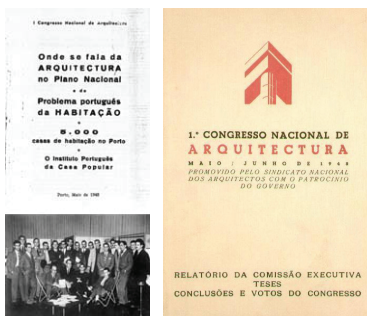 I Congresso Nacional de Arquitectura
Onde se fala da
ARQUITECTURA
no Plano Nacional
e do
Problema português
da HABITAÇÃO
5.000
casas de habitação no Porto
O Instituto Português
da Casa Popular
Porto, Maio de 1948
1.º CONGRESSO NACIONAL DE
ARQUITECTURA
MAIO / JUNHO DE 1948
PROMOVIDO PELO SINDICATO NACIONAL
DOS ARQUITECTOS COM O PATROCINIO
DO GOVERNO
RELATÓRIO DA COMISSÃO EXECUTIVA
TESES
CONCLUSÕES E VOTOS DO CONGRESSO